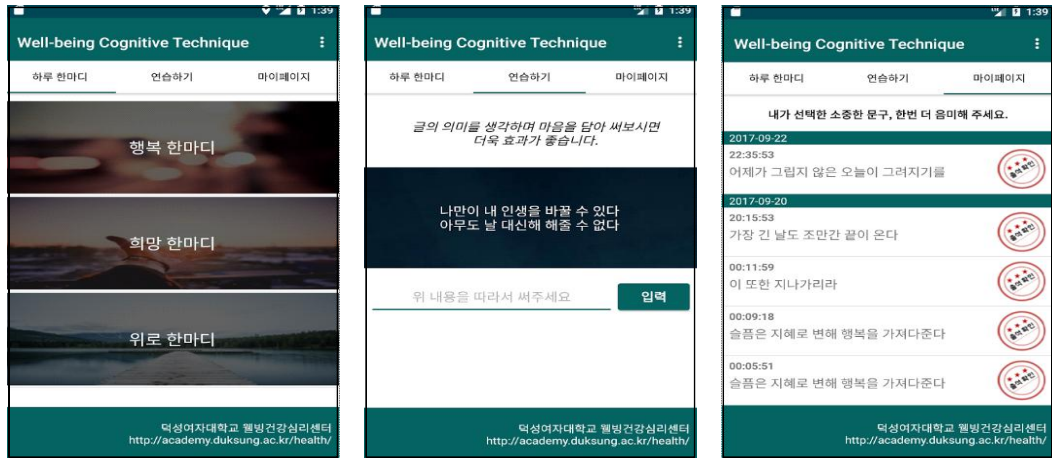 1:39
Well-being Cognitive Technique
하루 한마디 연습하기 마이페이지
행복 한마디
희망 한마디
위로 한마디
덕성여자대학교 웰빙건강심리센터
http://academy.duksung.ac.kr/health/
1:39
Well-being Cognitive Technique
하루 한마디 연습하기 마이페이지
글의 의미를 생각하며 마음을 담아 써보시면
더욱 효과가 좋습니다.
나만이 내 인생을 바꿀 수 있다
아무도 날 대신해 해줄 수 없다
위 내용을 따라서 써주세요 입력
덕성여자대학교 웰빙건강심리센터
http://academy.duksung.ac.kr/health/
1:39
Well-being Cognitive Technique
하루 한마디 연습하기 마이페이지
내가 선택한 소중한 문구, 한번 더 음미해 주세요.
2017-09-22
22:35:53
어제가 그립지 않은 오늘이 그려지기를
2017-09-20
20:15:53
가장 긴 날도 조만간 끝이 온다
00:11:59
이 또한 지나가리라
00:09:18
슬픔은 지혜로 변해 행복을 가져다준다
00:05:51
슬픔은 지혜로 변해 행복을 가져다준다
덕성여자대학교 웰빙건강심리센터
http://academy.duksung.ac.kr/health/